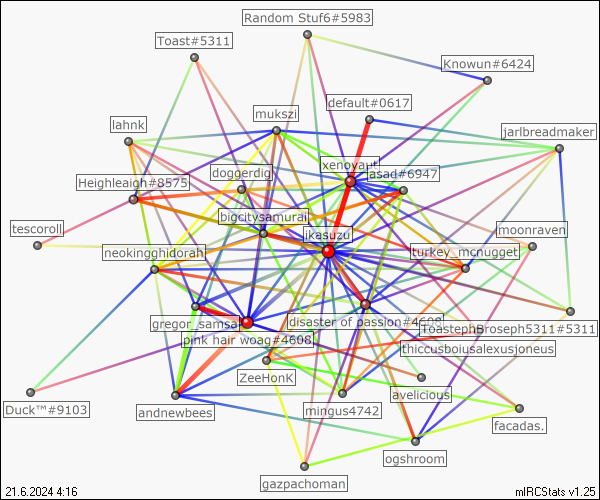 Random Stuf6#5983
Toast#5311
Knowun#6424
default#0617
mukszi
lahnk
jarlbreadmaker
xenoyaut
doggerdig
asad#6947
Heighleaigh#8575
bigcitysamurai
tescoroll
moonraven
ikasuzu
neokingghidorah
turkey_mcnugget
gregor_samsa
disaster of passion#4608
ToastephBroseph5311#5311
pink hair woag#4608
thiccusboiusalexusjoneus
ZeeHonK
avelicious
Duck™#9103
andnewbees
mingus4742
facadas.
ogshroom
gazpachoman
21.6.2024 4:16
mIRCStats v1.25